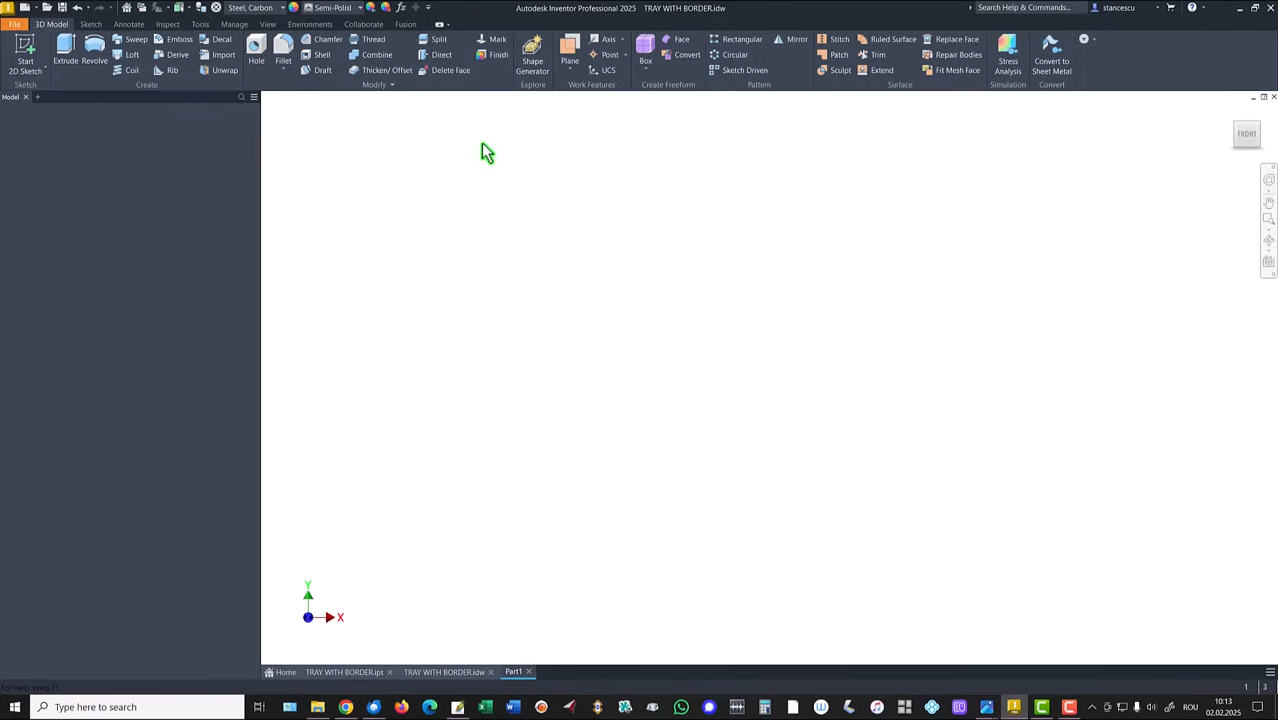 Steel, Carbon
Semi-Polisl
Autodesk Inventor Professional 2025 TRAY WITH BORDER.idw
Search Help & Commands...
stancescu
File
3D Model
Sketch
Annotate
Inspect
Tools
Manage
View
Environments
Collaborate
Fusion
Start
2D Sketch
Extrude
Revolve
Sweep
Loft
Coil
Emboss
Derive
Rib
Decal
Import
Unwrap
Hole
Fillet
Chamfer
Shell
Draft
Thread
Combine
Thicken/ Offset
Split
Direct
Delete Face
Mark
Finish
Shape
Generator
Plane
Axis
Point
UCS
Box
Face
Convert
Rectangular
Circular
Sketch Driven
Mirror
Stitch
Patch
Sculpt
Ruled Surface
Trim
Extend
Replace Face
Repair Bodies
Fit Mesh Face
Stress
Analysis
Convert to
Sheet Metal
Sketch
Create
Modify
Explore
Work Features
Create Freeform
Pattern
Surface
Simulation
Convert
Model
FRONT
Y
X
Home
TRAY WITH BORDER.ipt
TRAY WITH BORDER.idw
Part1
For Help, press F1
1
3
Type here to search
ROU
10:13
02.02.2025